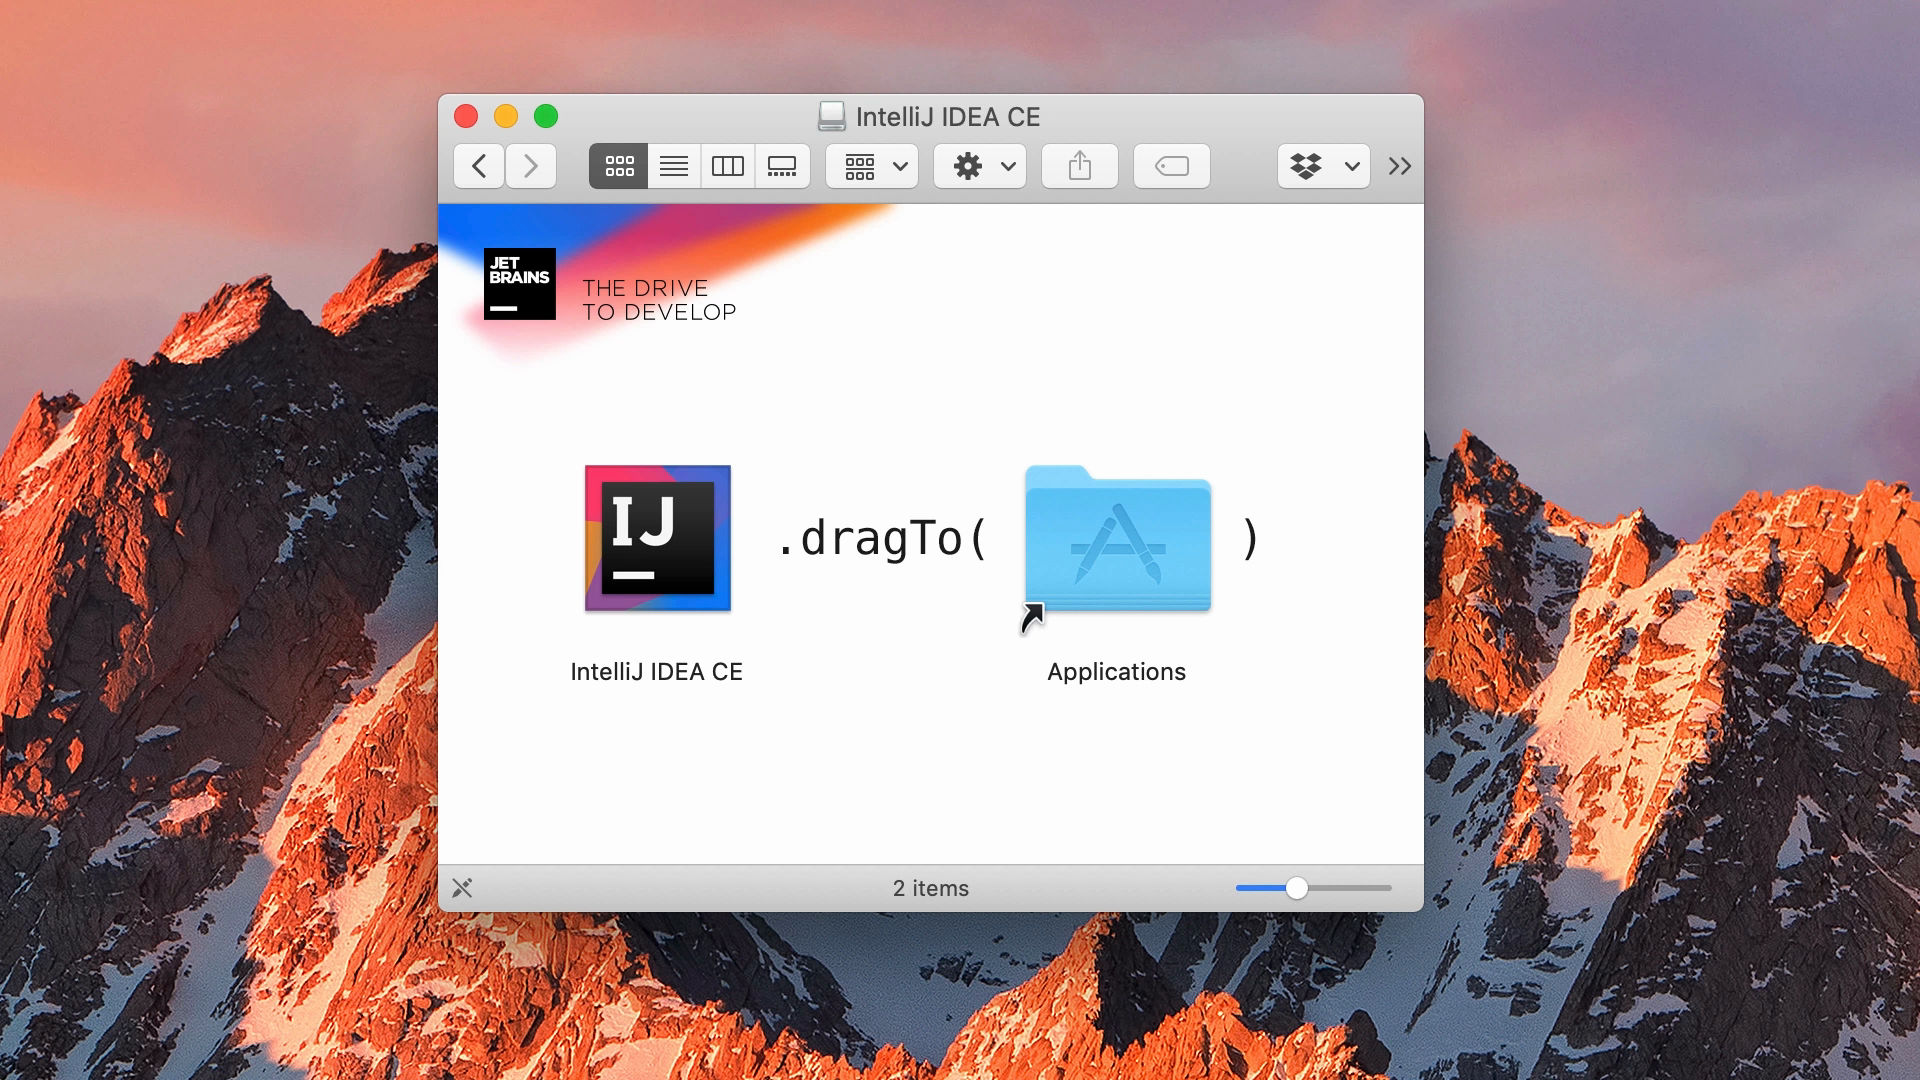 IntelliJ IDEA CE
JET
BRAINS
THE DRIVE
TO DEVELOP
IJ
.dragTo( )
IntelliJ IDEA CE
Applications
2 items